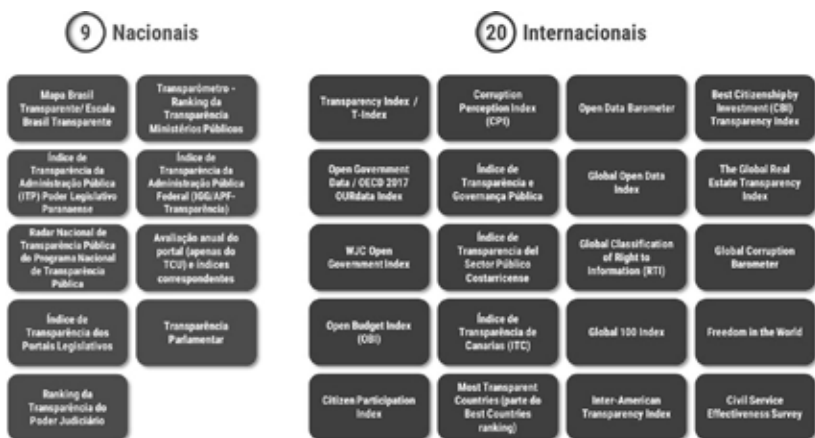 9 Nacionais
Mapa Brasil
Transparente/ Escala
Brasil Transparente
Transparômetro -
Ranking da
Transparência
Ministérios Públicos
Índice de
Transparência da
Administração Pública
(ITP) Poder Legislativo
Paranaense
Índice de
Transparência da
Administração Pública
Federal (IGG/APF-
Transparência)
Radar Nacional de
Transparência Pública
do Programa Nacional
de Transparência
Pública
Avaliação anual do
portal (apenas do
TCU) e índices
correspondentes
Índice de
Transparência dos
Portais Legislativos
Transparência
Parlamentar
Ranking da
Transparência do
Poder Judiciário
20 Internacionais
Transparency Index /
T-Index
Corruption
Perception Index
(CPI)
Open Data Barometer
Best Citizenship by
Investment (CBI)
Transparency Index
Open Government
Data / OECD 2017
OURdata Index
Índice de
Transparência e
Governança Pública
Global Open Data
Index
The Global Real
Estate Transparency
Index
WJC Open
Government Index
Índice de
Transparencia del
Sector Público
Costarricense
Global Classification
of Right to
Information (RTI)
Global Corruption
Barometer
Open Budget Index
(OBI)
Índice de
Transparência de
Canarias (ITC)
Global 100 Index
Freedom in the World
Citizen Participation
Index
Most Transparent
Countries (parte do
Best Countries
ranking)
Inter-American
Transparency Index
Civil Service
Effectiveness Survey